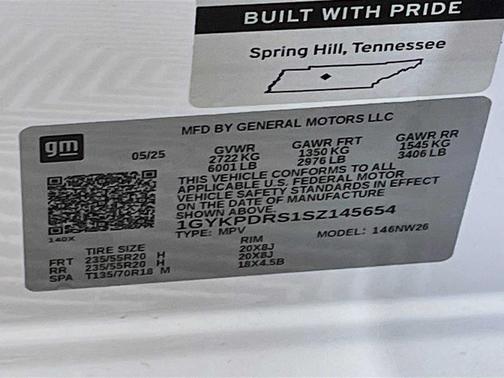 BUILT WITH PRIDE
Spring Hill, Tennessee
MFD BY GENERAL MOTORS LLC
gm
05/25
GVWR GAWR FRT GAWR RR
2722 KG 1350 KG 1545 KG
6001 LB 2976 LB 3406 LB
THIS VEHICLE CONFORMS TO ALL
APPLICABLE U.S. FEDERAL MOTOR
VEHICLE SAFETY STANDARDS IN EFFECT
ON THE DATE OF MANUFACTURE
SHOWN ABOVE.
1GYKPDRS1SZ145654
TYPE: MPV MODEL: 146NW26
140X
TIRE SIZE RIM
FRT 235/55R20 H 20X8J
RR 235/55R20 H 20X8J
SPA T135/70R18 M 18X4.5B